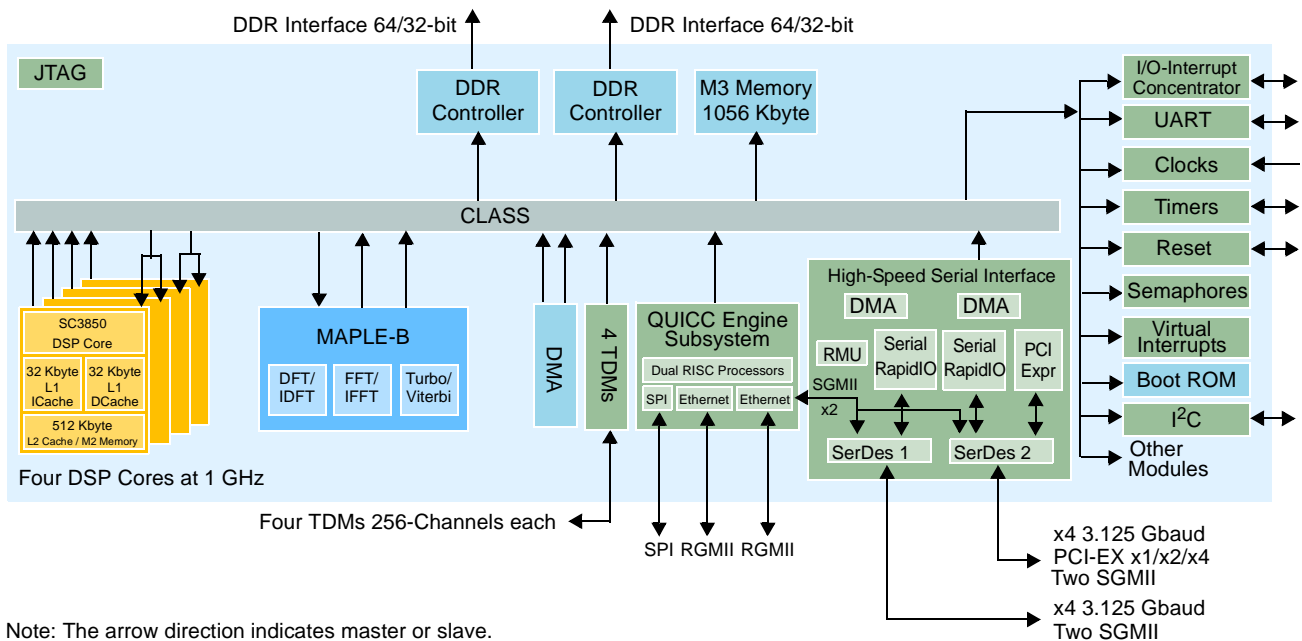 DDR Interface 64/32-bit
DDR Interface 64/32-bit
JTAG
DDR
Controller
DDR
Controller
M3 Memory
1056 Kbyte
I/O-Interrupt
Concentrator
UART
Clocks
Timers
Reset
Semaphores
Virtual
Interrupts
Boot ROM
I²C
Other
Modules
CLASS
SC3850
DSP Core
32 Kbyte
L1
ICache
32 Kbyte
L1
DCache
512 Kbyte
L2 Cache / M2 Memory
Four DSP Cores at 1 GHz
MAPLE-B
DFT/
IDFT
FFT/
IFFT
Turbo/
Viterbi
DMA
4 TDMs
QUICC Engine
Subsystem
Dual RISC Processors
SPI
Ethernet
Ethernet
High-Speed Serial Interface
DMA
DMA
RMU
Serial
RapidIO
Serial
RapidIO
PCI
Expr
SGMII
x2
SerDes 1
SerDes 2
Four TDMs 256-Channels each
SPI
RGMII
RGMII
x4 3.125 Gbaud
PCI-EX x1/x2/x4
Two SGMII
x4 3.125 Gbaud
Two SGMII
Note: The arrow direction indicates master or slave.